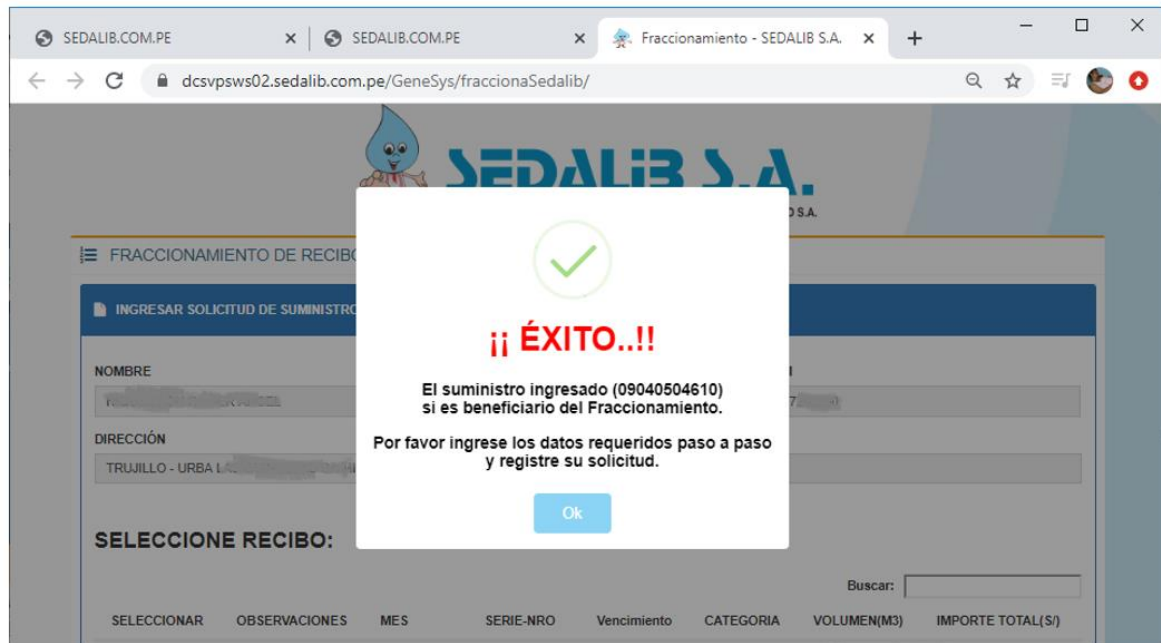 SEDALIB.COM.PE
SEDALIB.COM.PE
Fraccionamiento - SEDALIB S.A.
dcsvpsws02.sedalib.com.pe/GeneSys/fraccionaSedalib/
SEDALIB S.A.
O S.A.
FRACCIONAMIENTO DE RECIBO
INGRESAR SOLICITUD DE SUMINISTRO
¡¡ ÉXITO..!!
NOMBRE
El suministro ingresado (09040504610)
si es beneficiario del Fraccionamiento.
DIRECCIÓN
Por favor ingrese los datos requeridos paso a paso
y registre su solicitud.
TRUJILLO - URBA
Ok
SELECCIONE RECIBO:
Buscar:
SELECCIONAR OBSERVACIONES MES SERIE-NRO Vencimiento CATEGORIA VOLUMEN(M3) IMPORTE TOTAL(S/)